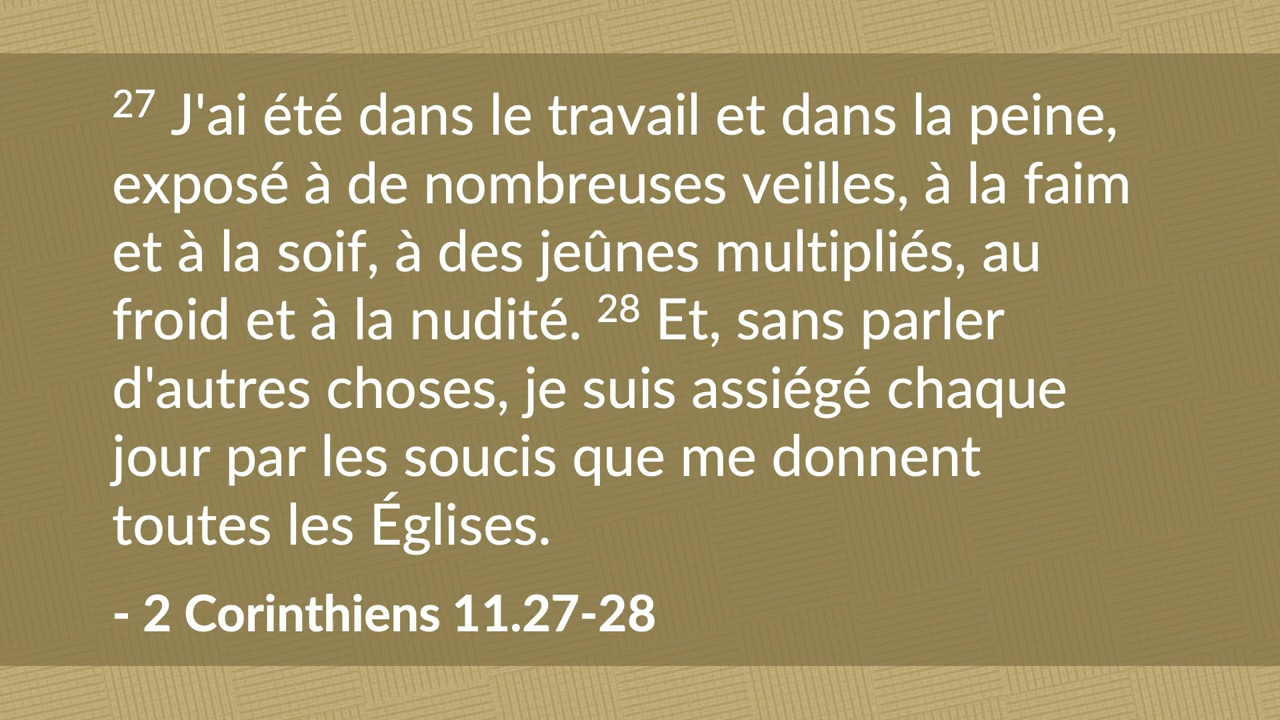 27 J'ai été dans le travail et dans la peine,
exposé à de nombreuses veilles, à la faim
et à la soif, à des jeûnes multipliés, au
froid et à la nudité. 28 Et, sans parler
d'autres choses, je suis assiégé chaque
jour par les soucis que me donnent
toutes les Églises.
- 2 Corinthiens 11.27-28